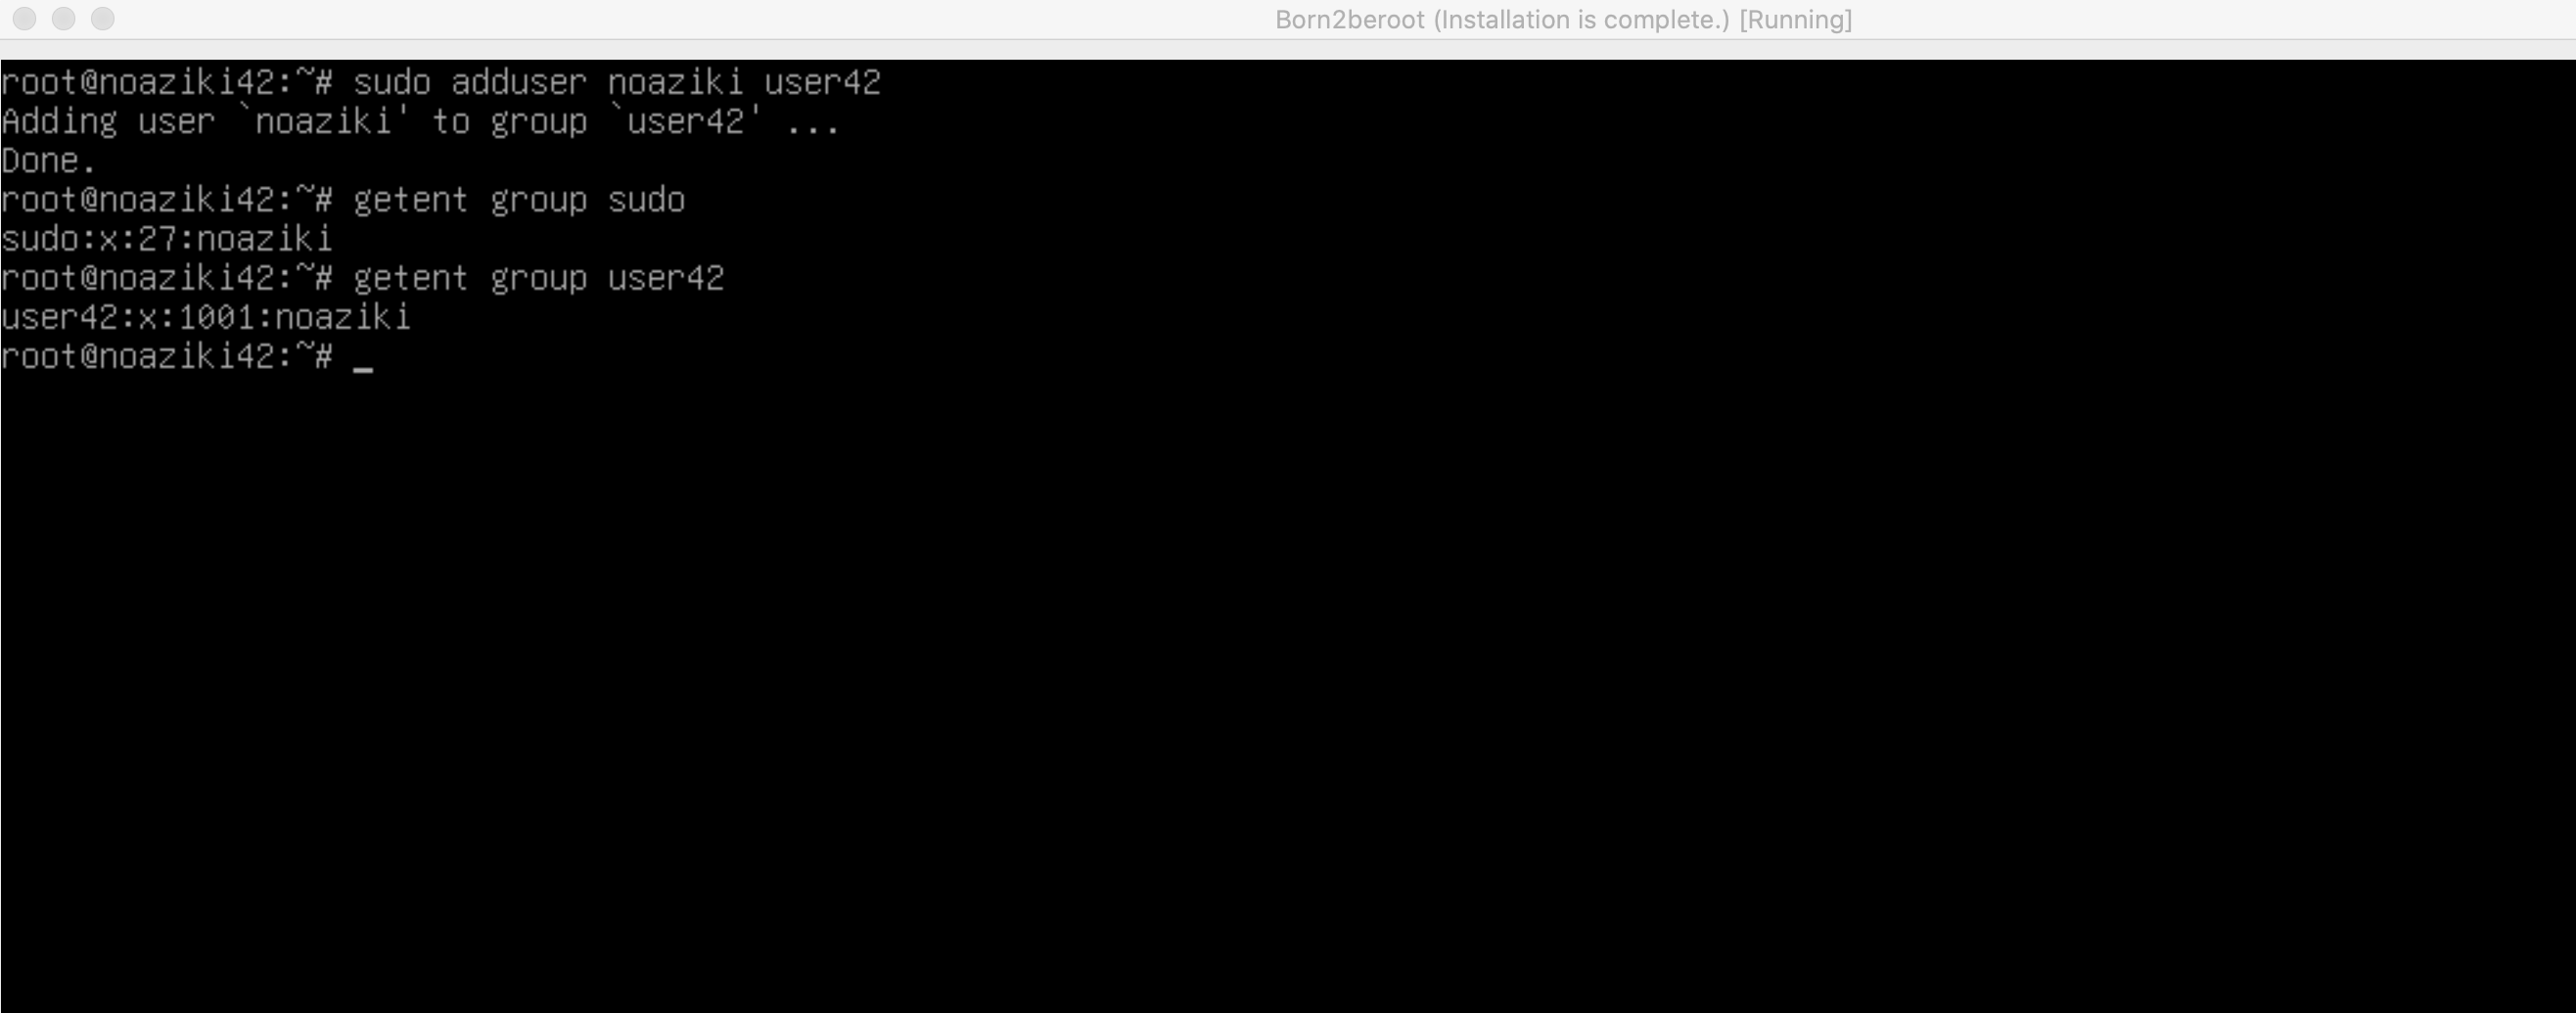 Born2beroot (Installation is complete.) [Running]
root@noaziki42:~# sudo adduser noaziki user42
Adding user `noaziki' to group `user42' ...
Done.
root@noaziki42:~# getent group sudo
sudo:x:27:noaziki
root@noaziki42:~# getent group user42
user42:x:1001:noaziki
root@noaziki42:~# _